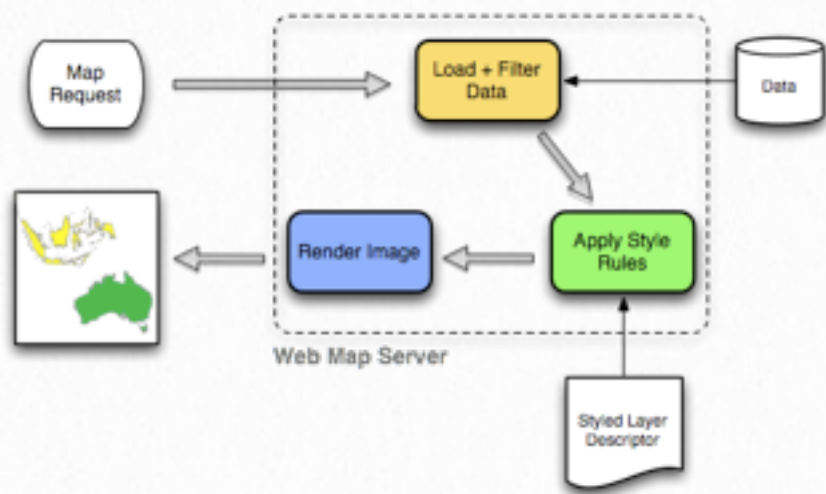 Map
Request
Load + Filter
Data
Data
Render Image
Apply Style
Rules
Web Map Server
Styled Layer
Descriptor